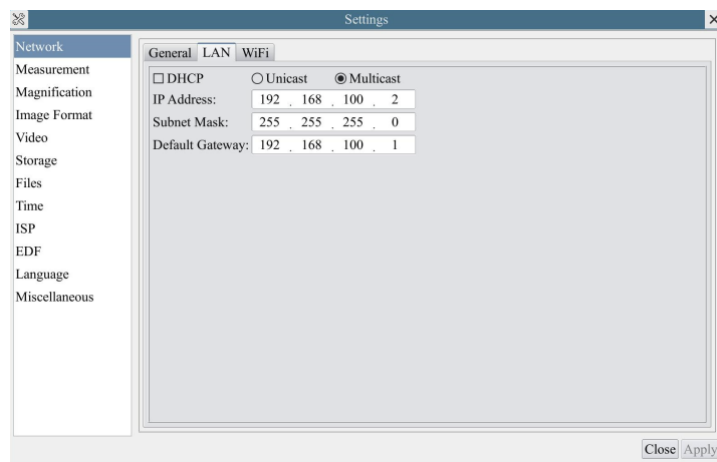 Settings
Network
Measurement
Magnification
Image Format
Video
Storage
Files
Time
ISP
EDF
Language
Miscellaneous
General LAN WiFi
DHCP Unicast Multicast
IP Address: 192 . 168 . 100 . 2
Subnet Mask: 255 . 255 . 255 . 0
Default Gateway: 192 . 168 . 100 . 1
Close Apply